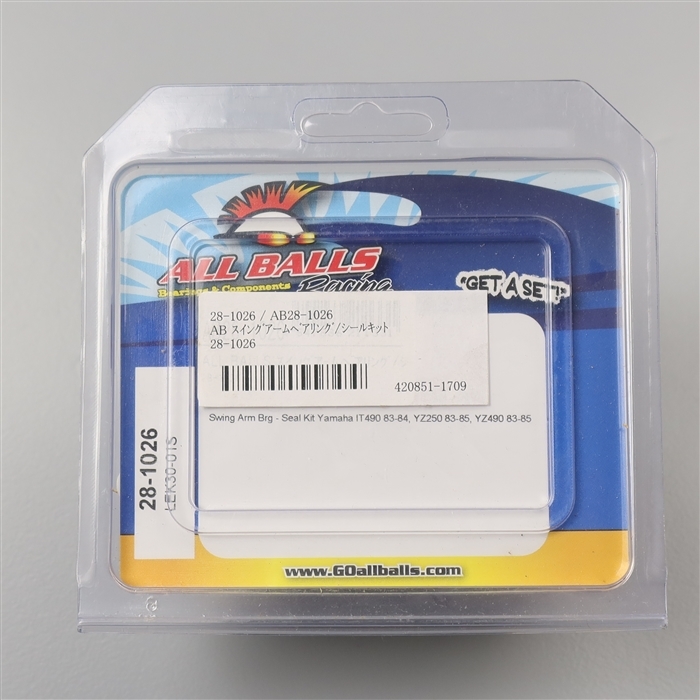 ALL BALLS
Bearings & Components
Racing
"GET A SET!"
28-1026 / AB28-1026
AB ｽｲﾝｸﾞｱｰﾑﾍﾞｱﾘﾝｸﾞ/ｼｰﾙｷｯﾄ
28-1026
420851-1709
Swing Arm Brg - Seal Kit Yamaha IT490 83-84, YZ250 83-85, YZ490 83-85
28-1026
LEK30-01S
www.GOallballs.com